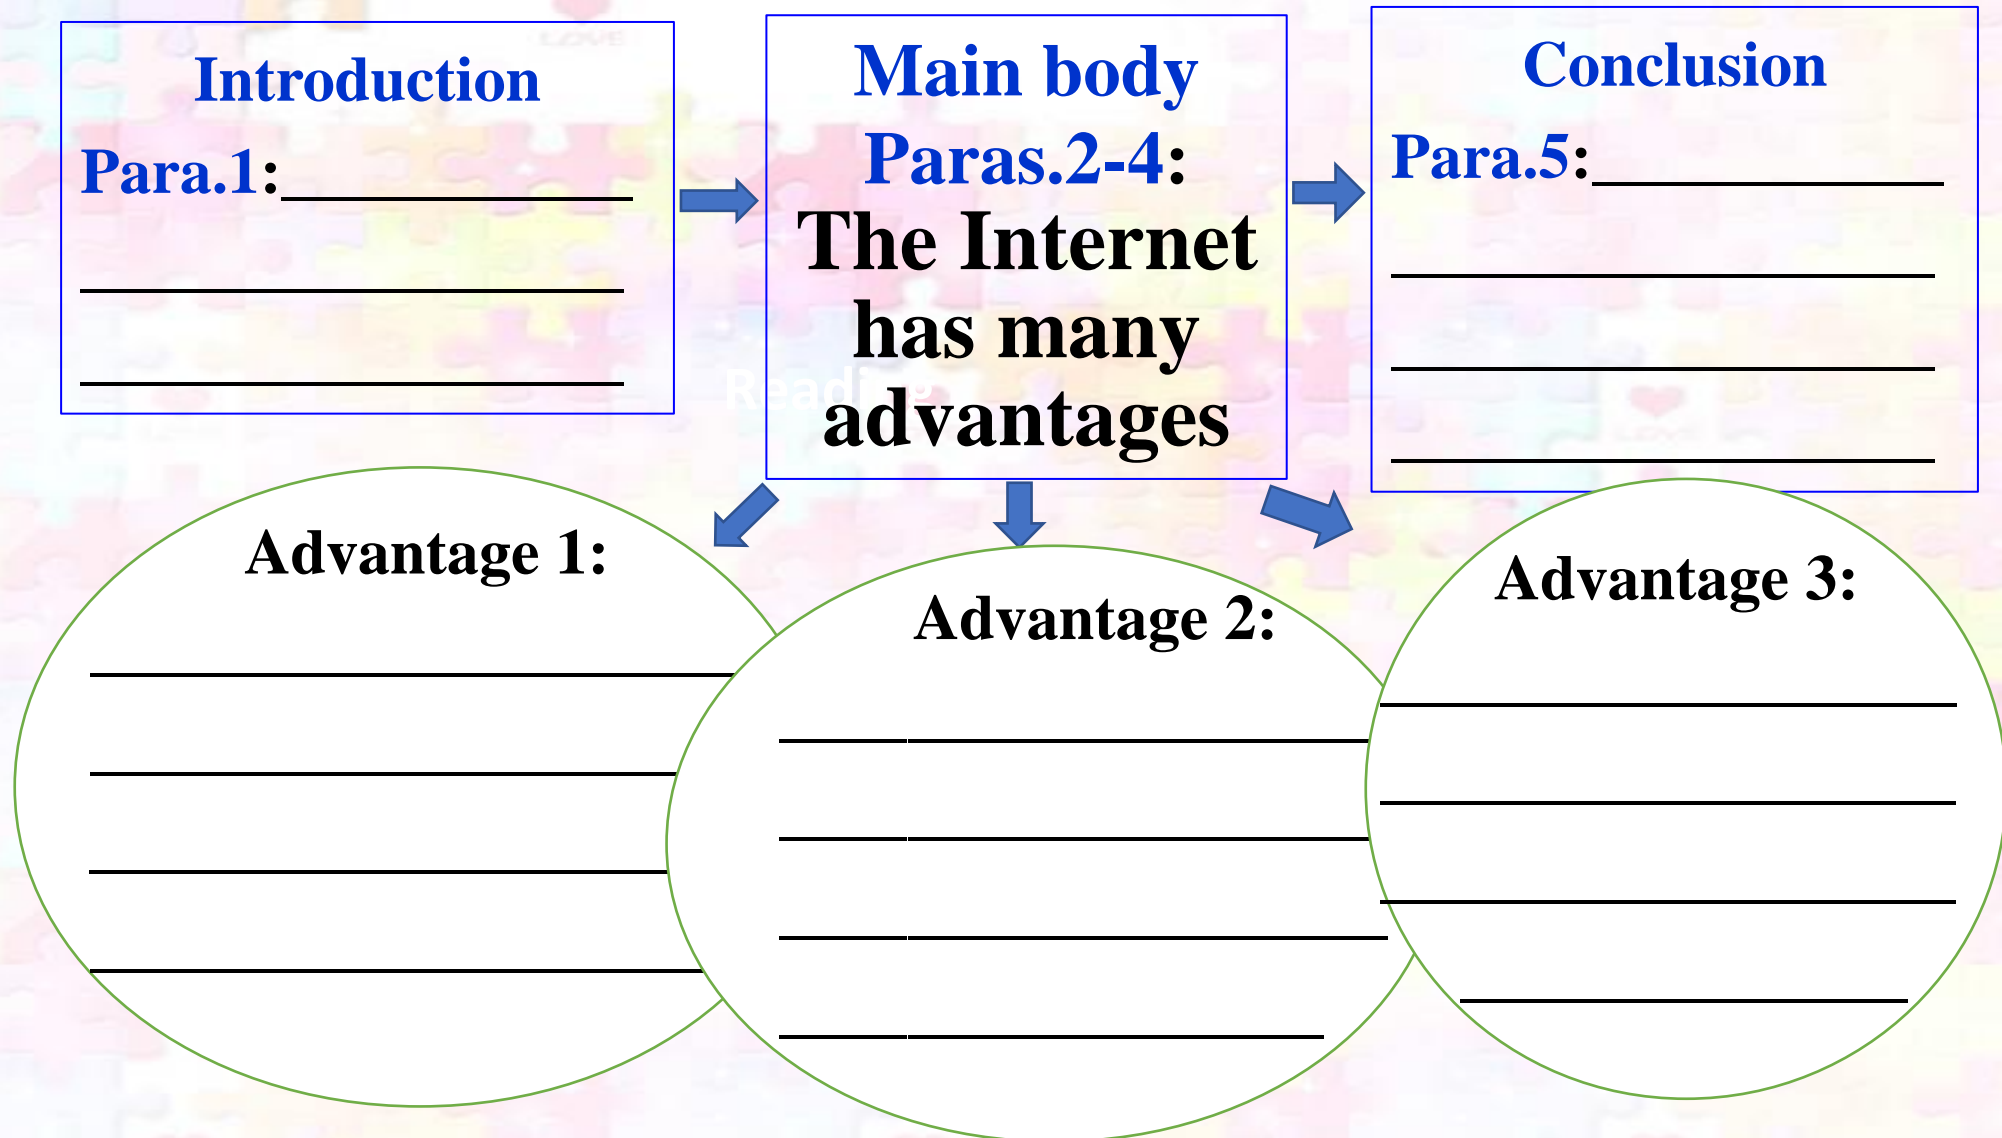 Introduction
Para.1:
Main body
Paras.2-4:
The Internet
has many
advantages
Conclusion
Para.5:
Reading
Advantage 1:
Advantage 2:
Advantage 3: